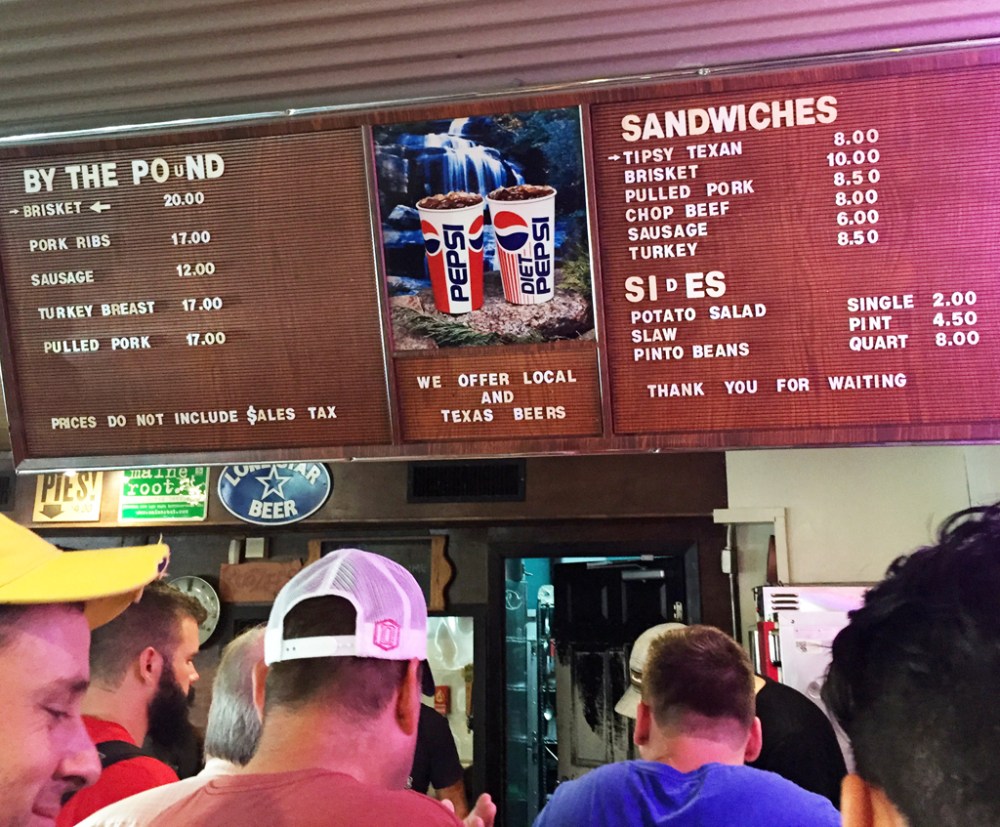 BY THE POUND
→BRISKET← 20.00
PORK RIBS 17.00
SAUSAGE 12.00
TURKEY BREAST 17.00
PULLED PORK 17.00
PRICES DO NOT INCLUDE $ALES TAX
PEPSI
DIET PEPSI
WE OFFER LOCAL
AND
TEXAS BEERS
SANDWICHES
→TIPSY TEXAN 8.00
BRISKET 10.00
PULLED PORK 8.50
CHOP BEEF 8.00
SAUSAGE 6.00
TURKEY 8.50
SIDES
POTATO SALAD SINGLE 2.00
SLAW PINT 4.50
PINTO BEANS QUART 8.00
THANK YOU FOR WAITING
PIES!
maine
root
LONE STAR
BEER